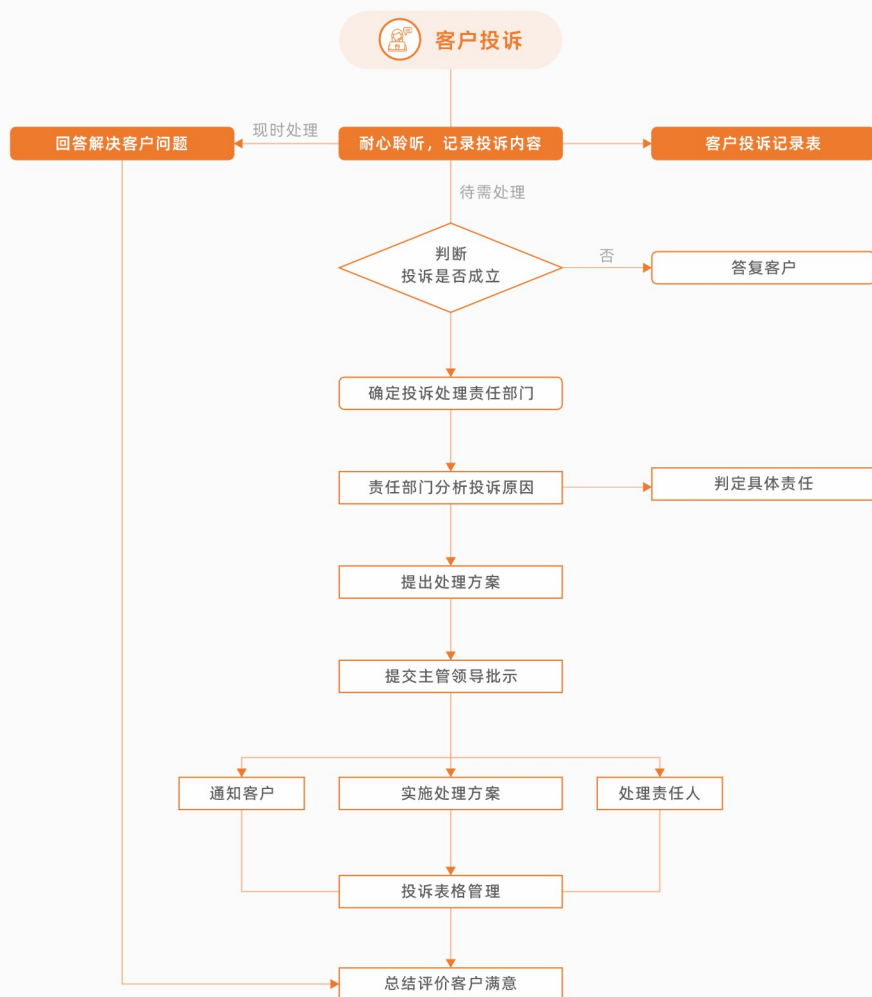 客户投诉
现时处理
回答解决客户问题
耐心聆听，记录投诉内容
客户投诉记录表
待需处理
判断
投诉是否成立
否
答复客户
确定投诉处理责任部门
责任部门分析投诉原因
判定具体责任
提出处理方案
提交主管领导批示
通知客户
实施处理方案
处理责任人
投诉表格管理
总结评价客户满意